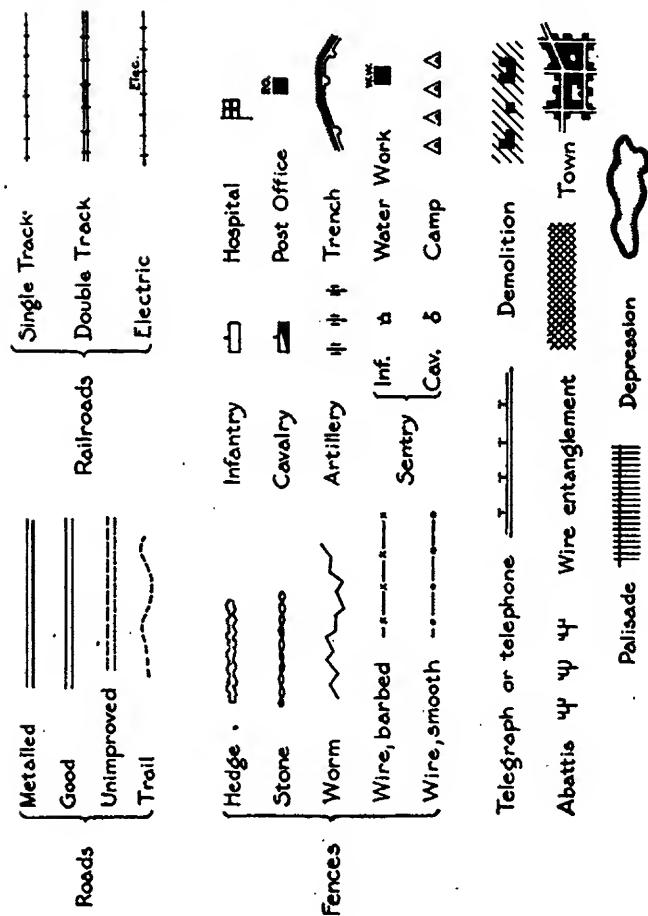 Roads
Metalled
Good
Unimproved
Trail
Railroads
Single Track
Double Track
Electric
Elec.
Fences
Hedge
Stone
Worm
Wire, barbed
Wire, smooth
Infantry
Cavalry
Artillery
Sentry
Inf.
Cav.
Hospital
Post Office
P.O.
Trench
Water Work
W.W.
Camp
Telegraph or telephone
Demolition
Abattis
Wire entanglement
Town
Palisade
Depression